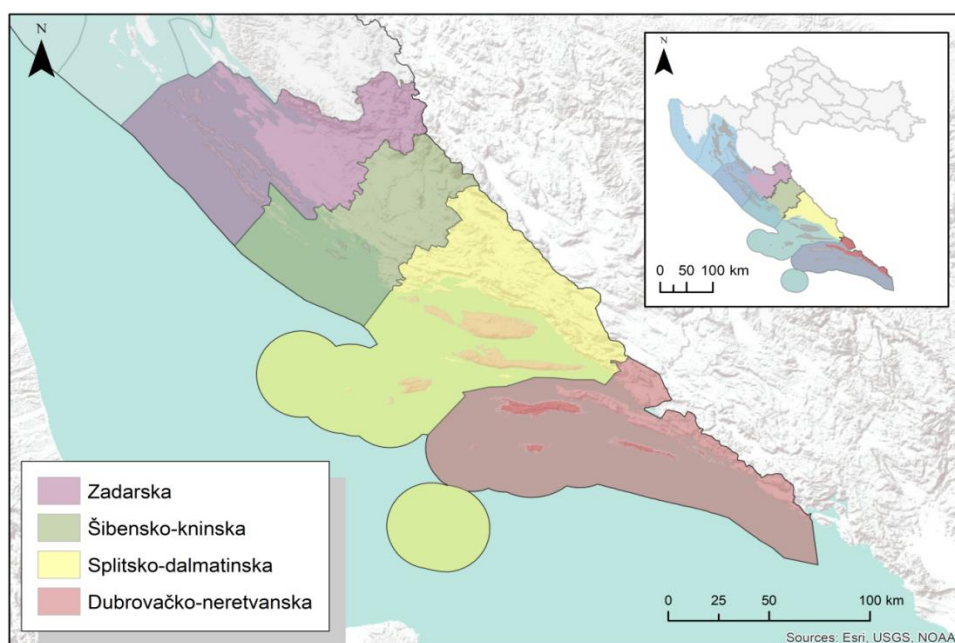 N
N
0 50 100 km
Zadarska
Šibensko-kninska
Splitsko-dalmatinska
Dubrovačko-neretvanska
0 25 50 100 km
Sources: Esri, USGS, NOAA